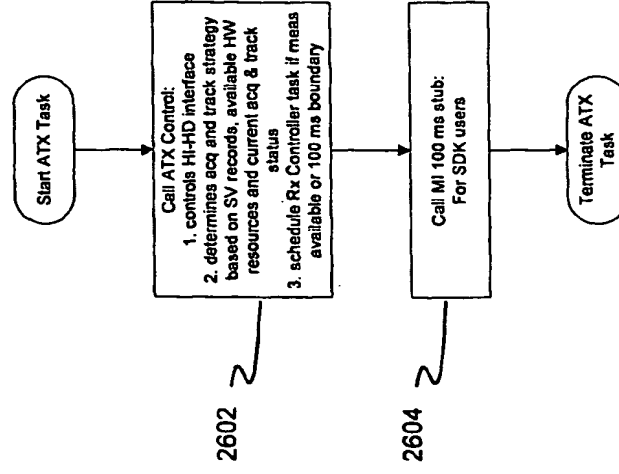 Start ATX Task
Call ATX Control:
1. controls HI-HD interface
2. determines acq and track strategy
based on SV records, available HW
resources and current acq & track
status
3. schedule Rx Controller task if meas
available or 100 ms boundary
2602
Call MI 100 ms stub:
For SDK users
2604
Terminate ATX
Task